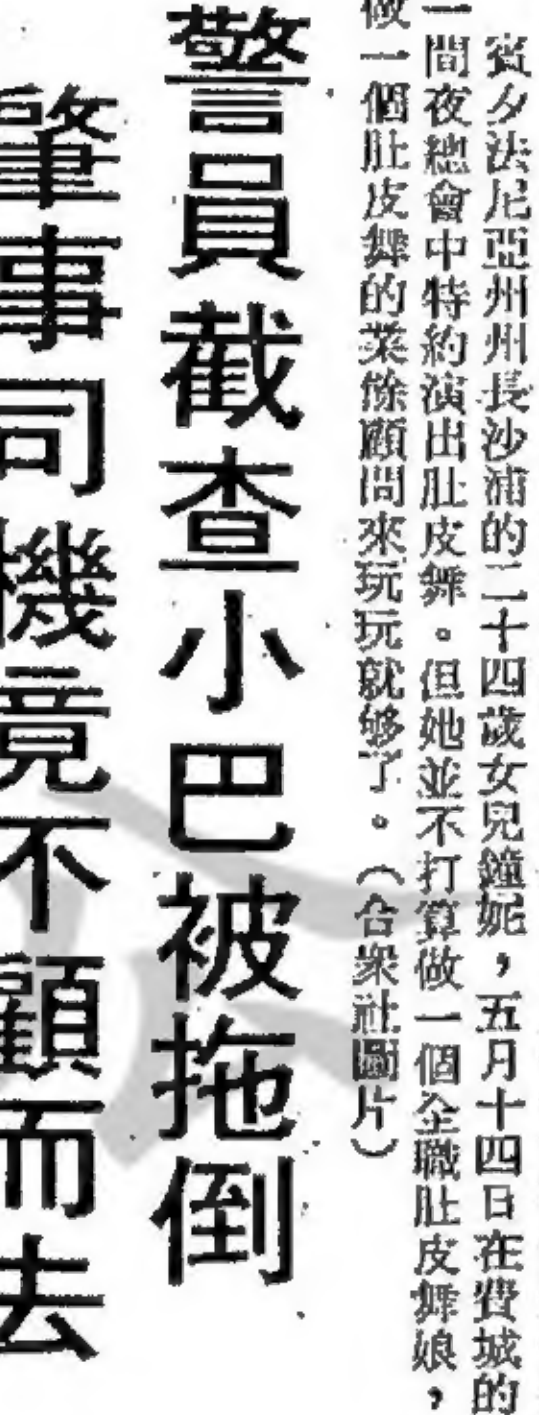 賓夕法尼亞州州長沙浦的二十四歲女兒鐘妮，五月十四日在費城的
一間夜總會中特約演出肚皮舞。但她並不打算做一個全職肚皮舞娘，
做一個肚皮舞的業餘顧問來玩玩就够了。（合衆社圖片）
警員截查小巴被拖倒
肇事司機竟不顧而去